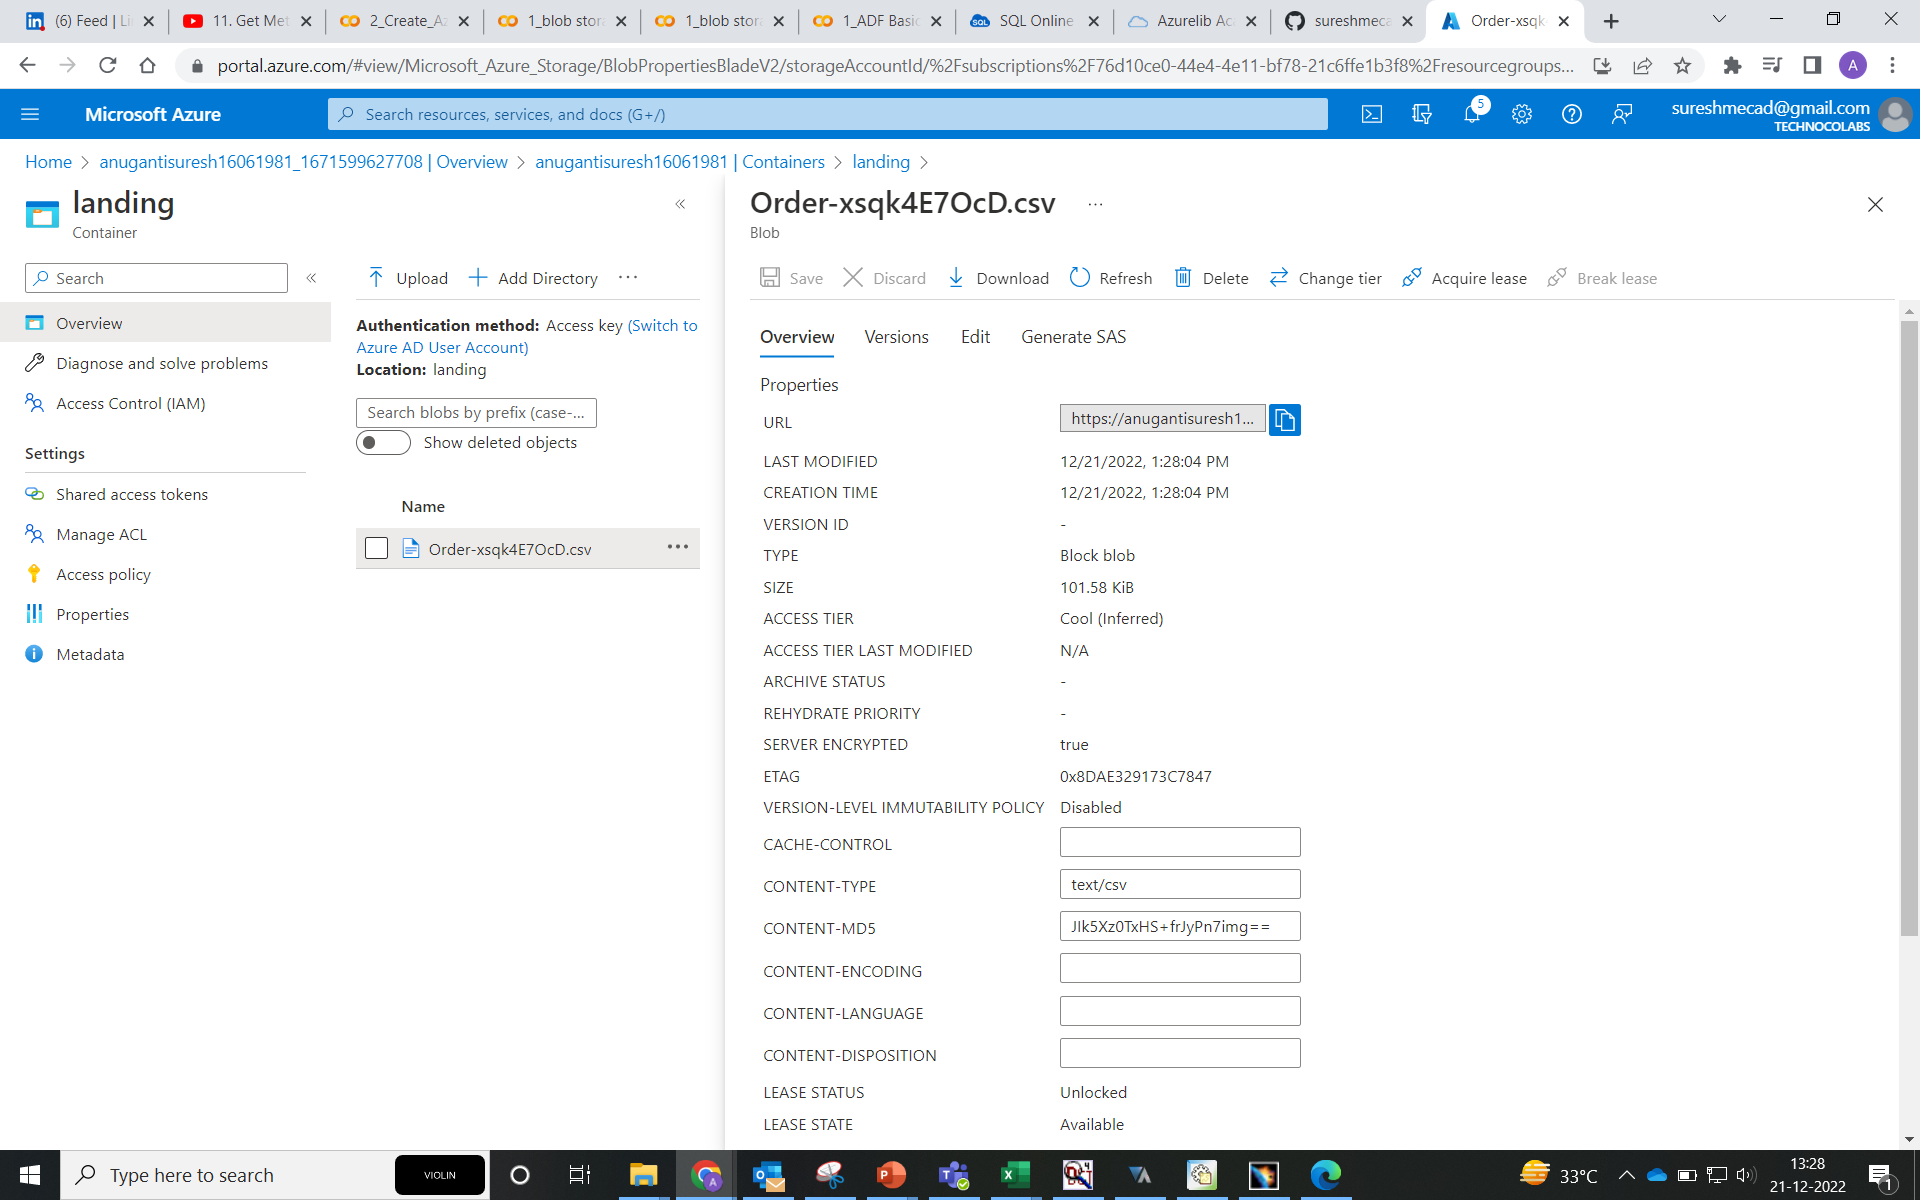 (6) Feed | Li
11. Get Met
2_Create_Az
1_blob stor
1_blob stor
1_ADF Basic
SQL Online
Azurelib Ac
sureshmeca
Order-xsqk
portal.azure.com/#view/Microsoft_Azure_Storage/BlobPropertiesBladeV2/storageAccountId/%2Fsubscriptions%2F76d10ce0-44e4-4e11-bf78-21c6ffe1b3f8%2Fresourcegroups...
A
Microsoft Azure
Search resources, services, and docs (G+/)
5
sureshmecad@gmail.com
TECHNOCOLABS
Home > anugantisuresh16061981_1671599627708 | Overview > anugantisuresh16061981 | Containers > landing >
landing
Container
Search
Overview
Diagnose and solve problems
Access Control (IAM)
Settings
Shared access tokens
Manage ACL
Access policy
Properties
Metadata
Upload
Add Directory
Authentication method: Access key (Switch to
Azure AD User Account)
Location: landing
Search blobs by prefix (case-...
Show deleted objects
Name
Order-xsqk4E7OcD.csv
Order-xsqk4E7OcD.csv
Blob
Save
Discard
Download
Refresh
Delete
Change tier
Acquire lease
Break lease
Overview
Versions
Edit
Generate SAS
Properties
URL https://anugantisuresh1...
LAST MODIFIED 12/21/2022, 1:28:04 PM
CREATION TIME 12/21/2022, 1:28:04 PM
VERSION ID -
TYPE Block blob
SIZE 101.58 KiB
ACCESS TIER Cool (Inferred)
ACCESS TIER LAST MODIFIED N/A
ARCHIVE STATUS -
REHYDRATE PRIORITY -
SERVER ENCRYPTED true
ETAG 0x8DAE329173C7847
VERSION-LEVEL IMMUTABILITY POLICY Disabled
CACHE-CONTROL
CONTENT-TYPE text/csv
CONTENT-MD5 JIk5Xz0TxHS+frJyPn7img==
CONTENT-ENCODING
CONTENT-LANGUAGE
CONTENT-DISPOSITION
LEASE STATUS Unlocked
LEASE STATE Available
Type here to search
VIOLIN
33°C
13:28
21-12-2022
1